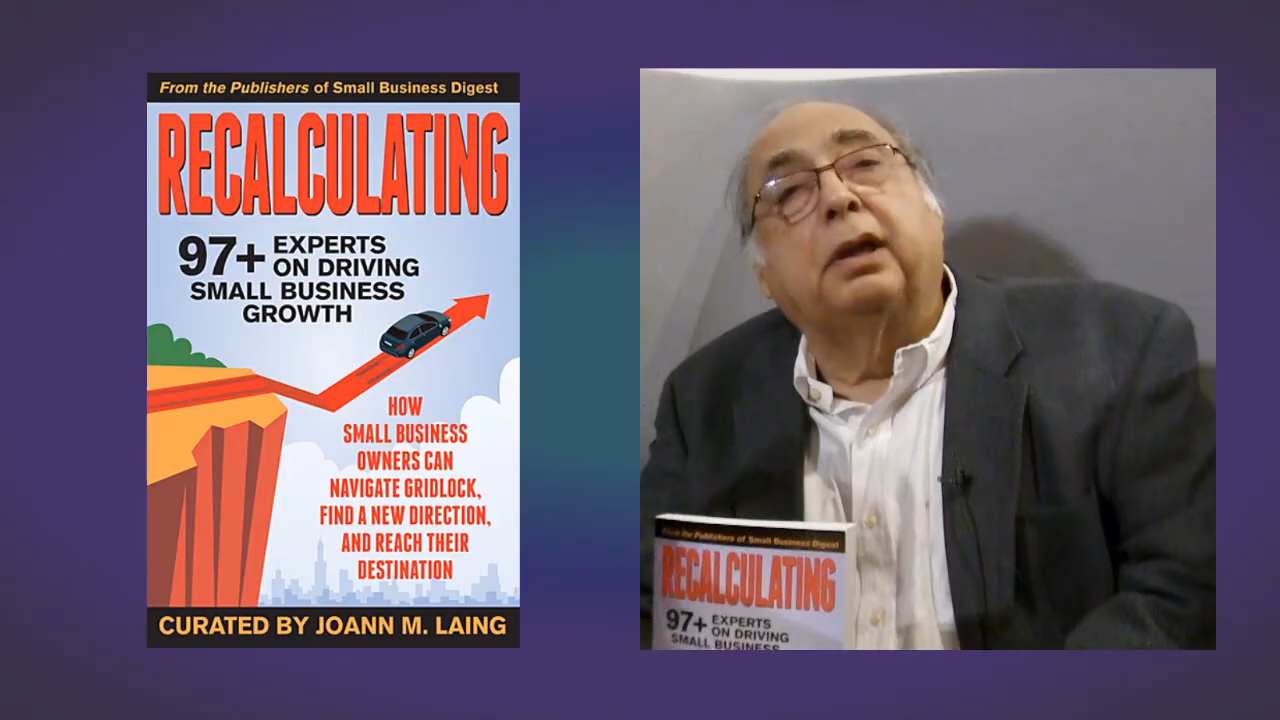 From the Publishers of Small Business Digest
RECALCULATING
97+ EXPERTS
ON DRIVING
SMALL BUSINESS
GROWTH
HOW
SMALL BUSINESS
OWNERS CAN
NAVIGATE GRIDLOCK,
FIND A NEW DIRECTION,
AND REACH THEIR
DESTINATION
CURATED BY JOANN M. LAING
From the Publishers of Small Business Digest
RECALCULATING
97+ EXPERTS
ON DRIVING
SMALL BUSINESS